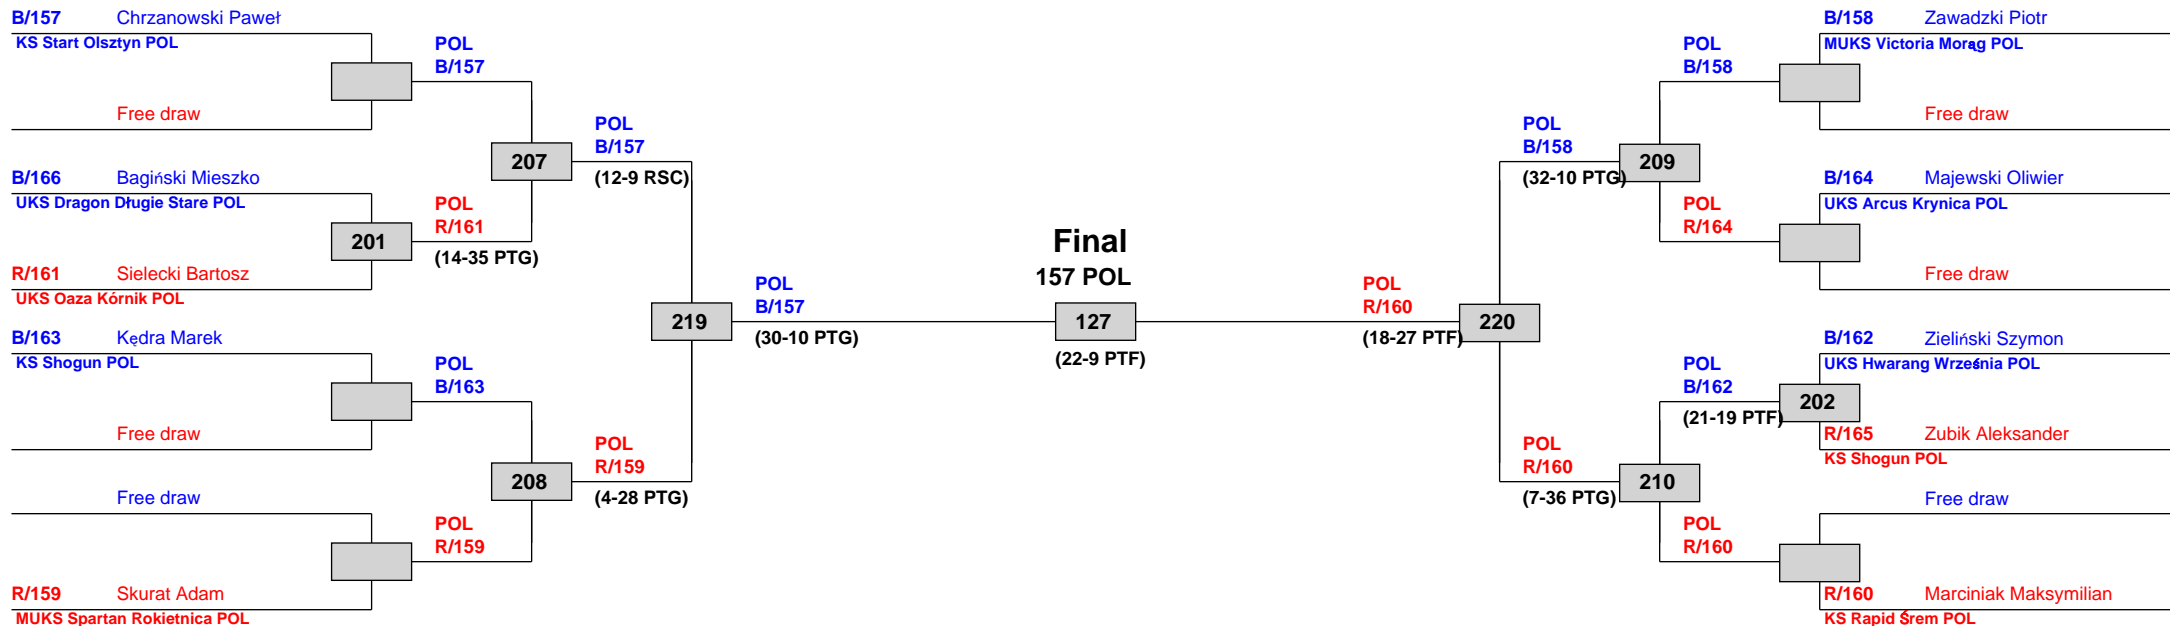 B/157 Chrzanowski Paweł
KS Start Olsztyn POL
Free draw
POL
B/157
B/166 Bagiński Mieszko
UKS Dragon Długie Stare POL
201
R/161 Sielecki Bartosz
UKS Oaza Kórnik POL
POL
R/161
(14-35 PTG)
207
POL
B/157
(12-9 RSC)
B/163 Kędra Marek
KS Shogun POL
Free draw
POL
B/163
Free draw
R/159 Skurat Adam
MUKS Spartan Rokietnica POL
POL
R/159
208
POL
R/159
(4-28 PTG)
219
POL
B/157
(30-10 PTG)
Final
157 POL
127
(22-9 PTF)
POL
R/160
(18-27 PTF)
220
POL
B/158
(32-10 PTG)
209
POL
B/158
B/158 Zawadzki Piotr
MUKS Victoria Morąg POL
Free draw
POL
R/164
B/164 Majewski Oliwier
UKS Arcus Krynica POL
Free draw
POL
R/160
(7-36 PTG)
210
POL
B/162
(21-19 PTF)
202
B/162 Zieliński Szymon
UKS Hwarang Września POL
R/165 Zubik Aleksander
KS Shogun POL
POL
R/160
Free draw
R/160 Marciniak Maksymilian
KS Rapid Śrem POL